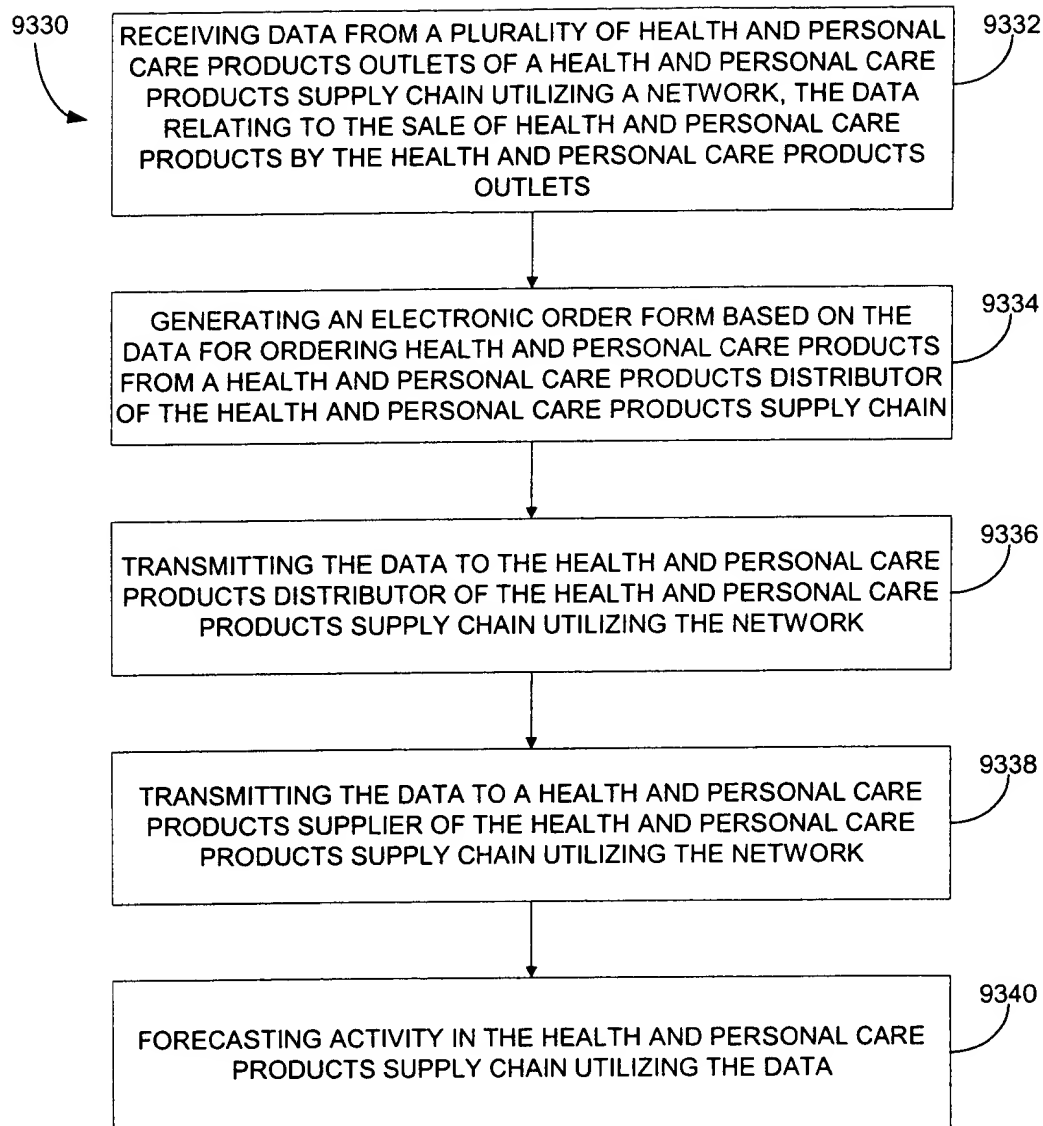 9330
9332
RECEIVING DATA FROM A PLURALITY OF HEALTH AND PERSONAL
CARE PRODUCTS OUTLETS OF A HEALTH AND PERSONAL CARE
PRODUCTS SUPPLY CHAIN UTILIZING A NETWORK, THE DATA
RELATING TO THE SALE OF HEALTH AND PERSONAL CARE
PRODUCTS BY THE HEALTH AND PERSONAL CARE PRODUCTS
OUTLETS
9334
GENERATING AN ELECTRONIC ORDER FORM BASED ON THE
DATA FOR ORDERING HEALTH AND PERSONAL CARE PRODUCTS
FROM A HEALTH AND PERSONAL CARE PRODUCTS DISTRIBUTOR
OF THE HEALTH AND PERSONAL CARE PRODUCTS SUPPLY CHAIN
9336
TRANSMITTING THE DATA TO THE HEALTH AND PERSONAL CARE
PRODUCTS DISTRIBUTOR OF THE HEALTH AND PERSONAL CARE
PRODUCTS SUPPLY CHAIN UTILIZING THE NETWORK
9338
TRANSMITTING THE DATA TO A HEALTH AND PERSONAL CARE
PRODUCTS SUPPLIER OF THE HEALTH AND PERSONAL CARE
PRODUCTS SUPPLY CHAIN UTILIZING THE NETWORK
9340
FORECASTING ACTIVITY IN THE HEALTH AND PERSONAL CARE
PRODUCTS SUPPLY CHAIN UTILIZING THE DATA